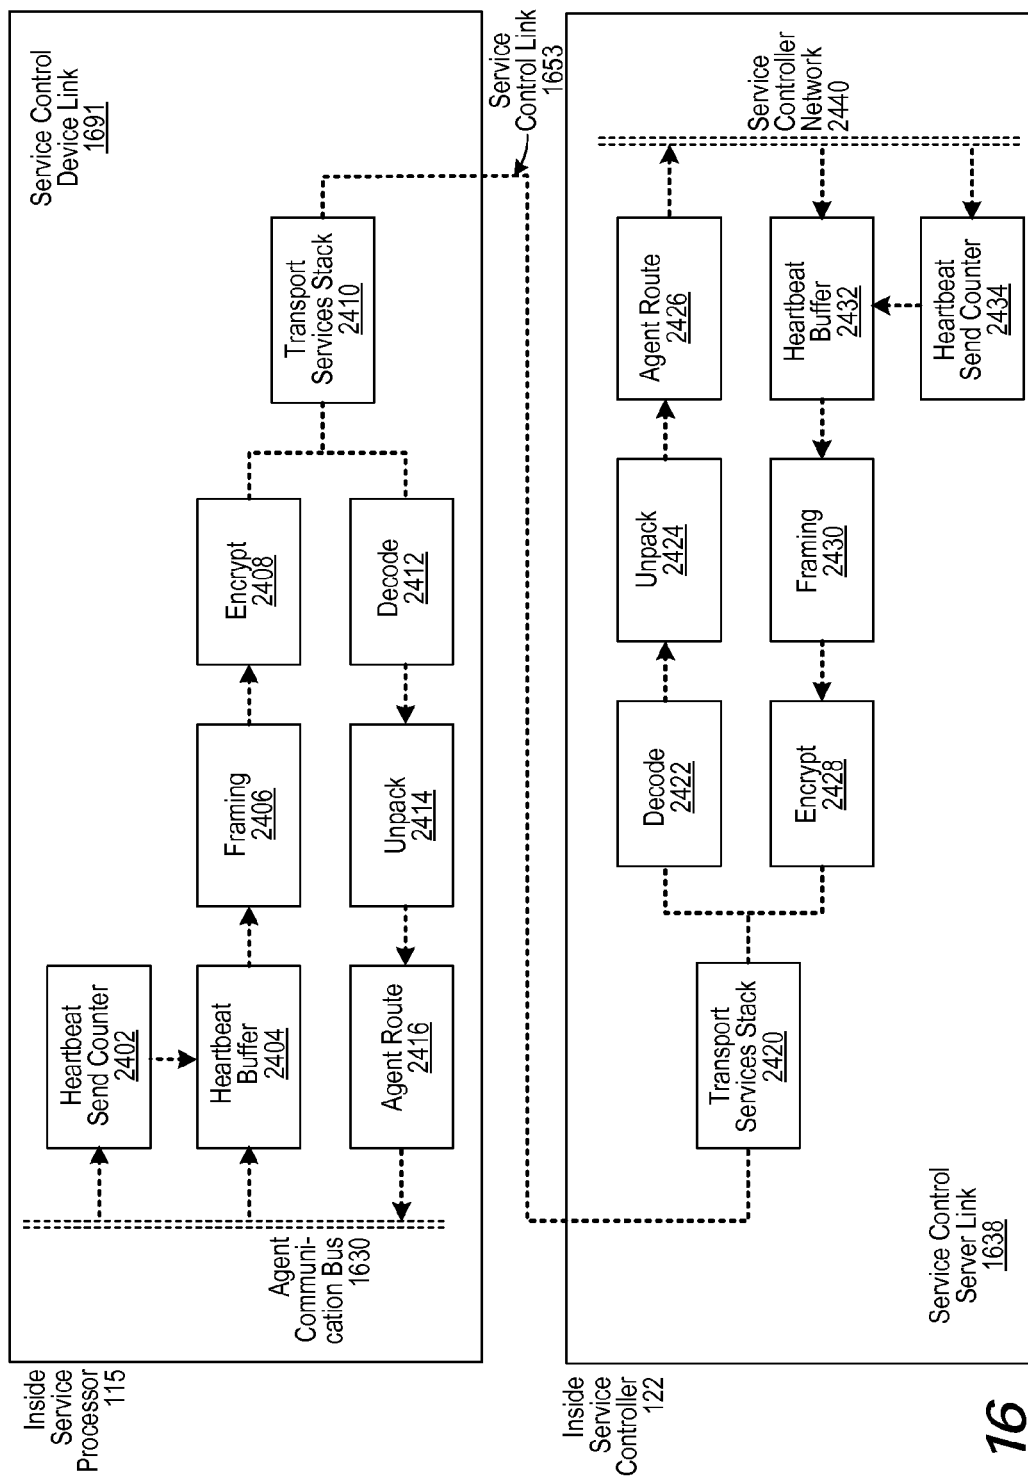 Inside
Service
Processor
115
Service Control
Device Link
1691
Heartbeat
Send Counter
2402
Heartbeat
Buffer
2404
Framing
2406
Encrypt
2408
Transport
Services Stack
2410
Agent Route
2416
Unpack
2414
Decode
2412
Agent
Communi-
cation Bus
1630
Service
Control Link
1653
Inside
Service
Controller
122
Decode
2422
Unpack
2424
Agent Route
2426
Transport
Services Stack
2420
Encrypt
2428
Framing
2430
Heartbeat
Buffer
2432
Heartbeat
Send Counter
2434
Service
Controller
Network
2440
Service Control
Server Link
1638
16